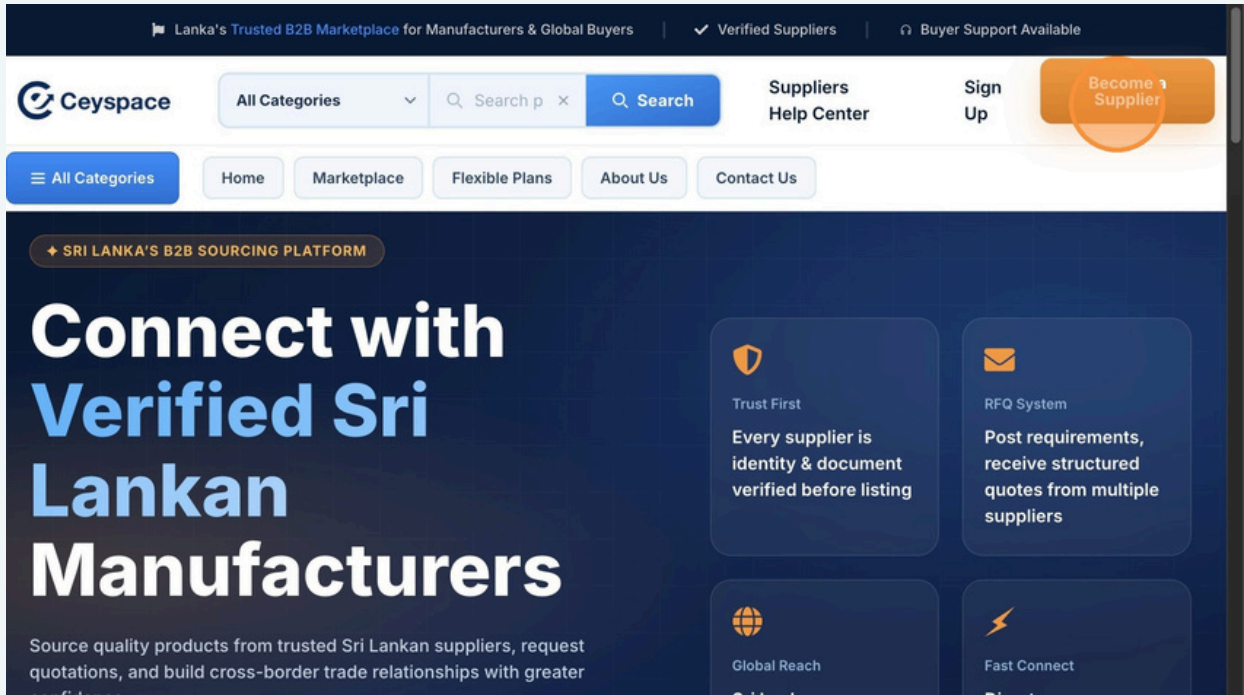 Lanka's Trusted B2B Marketplace for Manufacturers & Global Buyers
Verified Suppliers
Buyer Support Available
Ceyspace
All Categories
Search p
Search
Suppliers
Help Center
Sign
Up
Become a
Supplier
All Categories
Home
Marketplace
Flexible Plans
About Us
Contact Us
SRI LANKA'S B2B SOURCING PLATFORM
Connect with
Verified Sri
Lankan
Manufacturers
Source quality products from trusted Sri Lankan suppliers, request
quotations, and build cross-border trade relationships with greater
Trust First
Every supplier is
identity & document
verified before listing
RFQ System
Post requirements,
receive structured
quotes from multiple
suppliers
Global Reach
Fast Connect